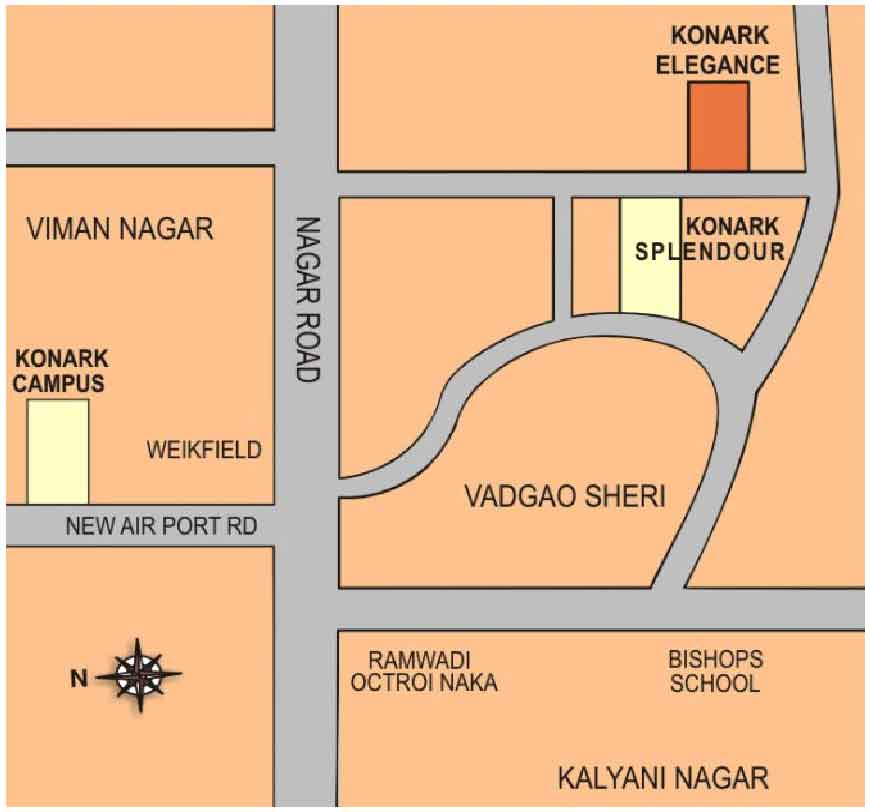 KONARK
ELEGANCE
VIMAN NAGAR
NAGAR ROAD
KONARK
SPLENDOUR
KONARK
CAMPUS
WEIKFIELD
VADGAO SHERI
NEW AIR PORT RD
N
RAMWADI
OCTROI NAKA
BISHOPS
SCHOOL
KALYANI NAGAR